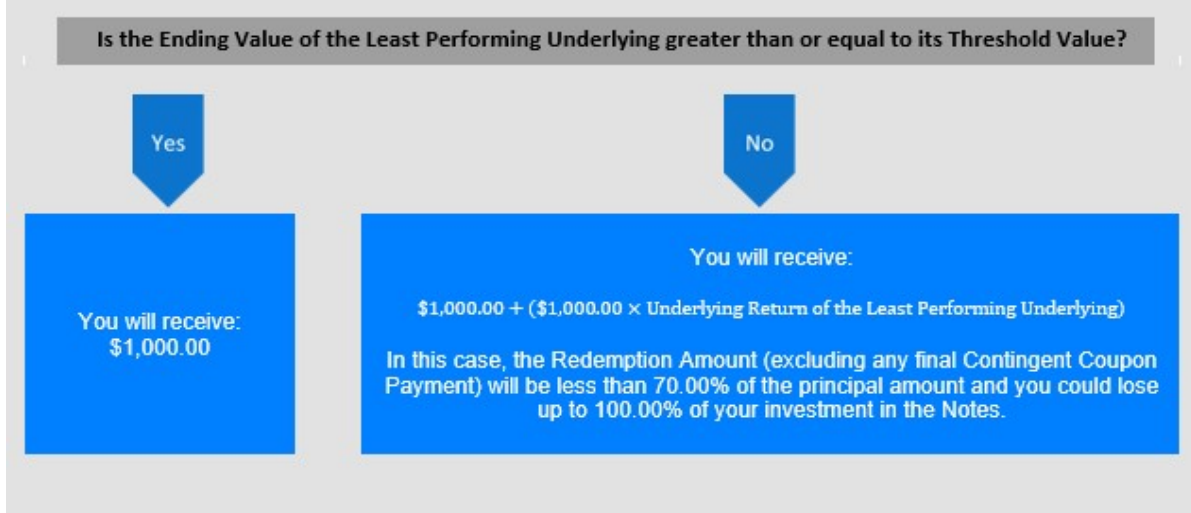 Is the Ending Value of the Least Performing Underlying greater than or equal to its Threshold Value?
Yes
No
You will receive:
$1,000.00
You will receive:
$1,000.00 + ($1,000.00 × Underlying Return of the Least Performing Underlying)
In this case, the Redemption Amount (excluding any final Contingent Coupon
Payment) will be less than 70.00% of the principal amount and you could lose
up to 100.00% of your investment in the Notes.